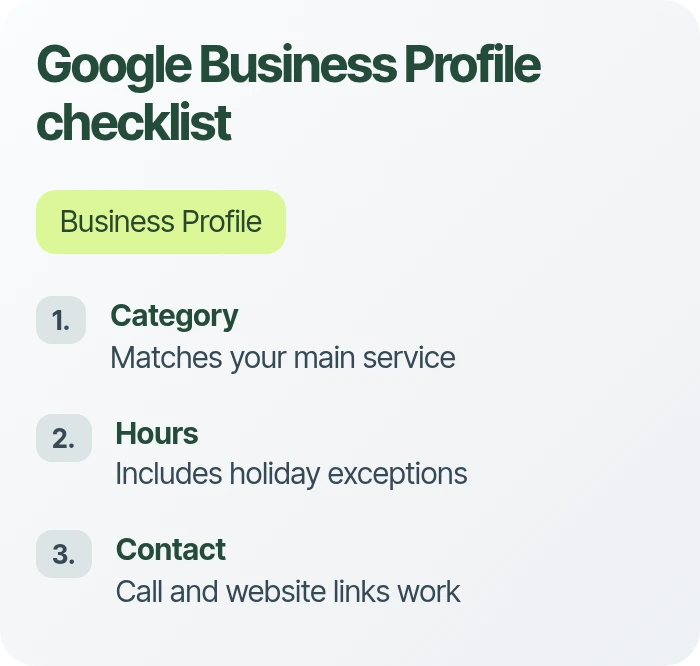 Google Business Profile
checklist
Business Profile
1. Category
Matches your main service
2. Hours
Includes holiday exceptions
3. Contact
Call and website links work